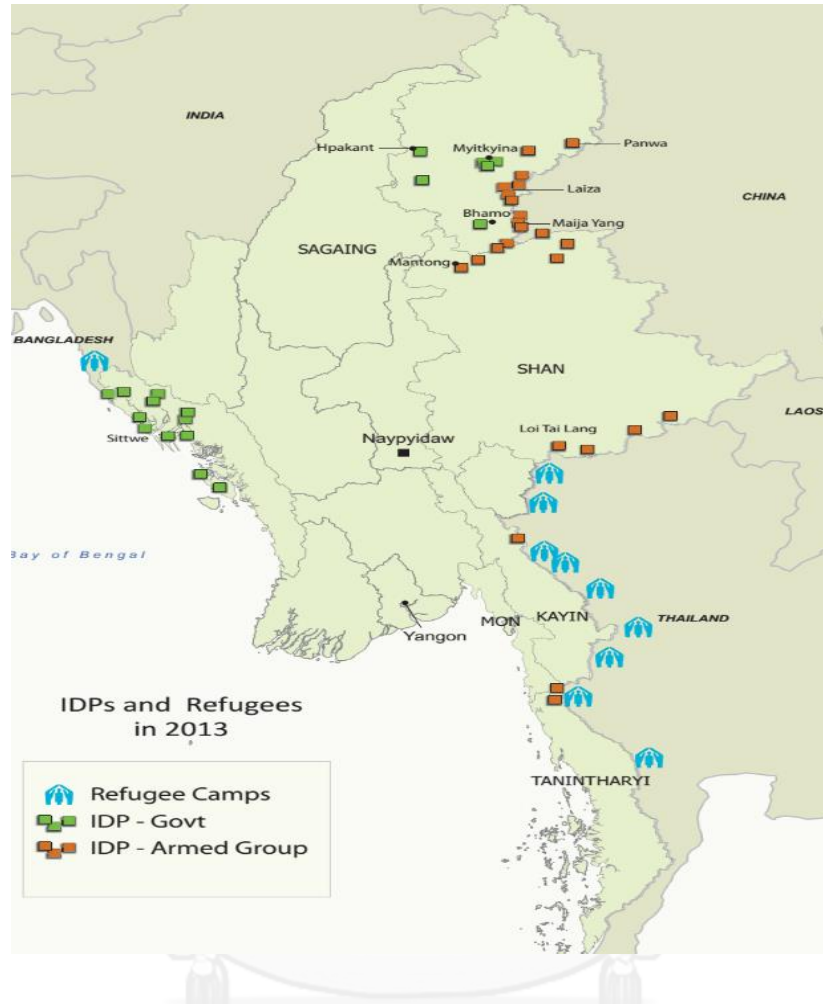 INDIA
Hpakant
Myitkyina
Panwa
Laiza
CHINA
Bhamo
Maija Yang
SAGAING
Mantong
BANGLADESH
SHAN
LAOS
Loi Tai Lang
Sittwe
Naypyidaw
Bay of Bengal
MON
KAYIN
THAILAND
Yangon
IDPs and Refugees
in 2013
TANINTHARYI
Refugee Camps
IDP - Govt
IDP - Armed Group